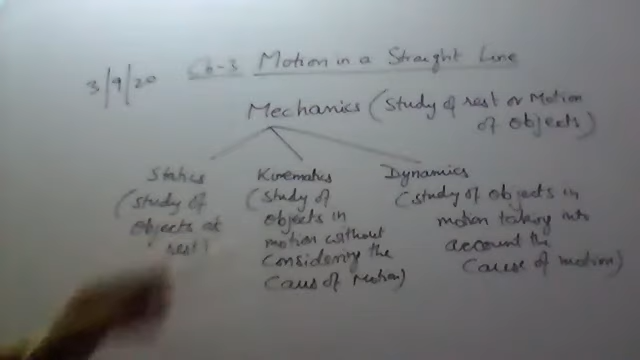 3/9/20 Ch-3 Motion in a Straight Line
Mechanics (Study of rest or Motion
of objects)
Statics
(Study of
objects at
rest)
Kinematics
(Study of
objects in
motion without
considering the
Caus of Motion)
Dynamics
(Study of objects in
motion taking into
account the
Cause of motion)